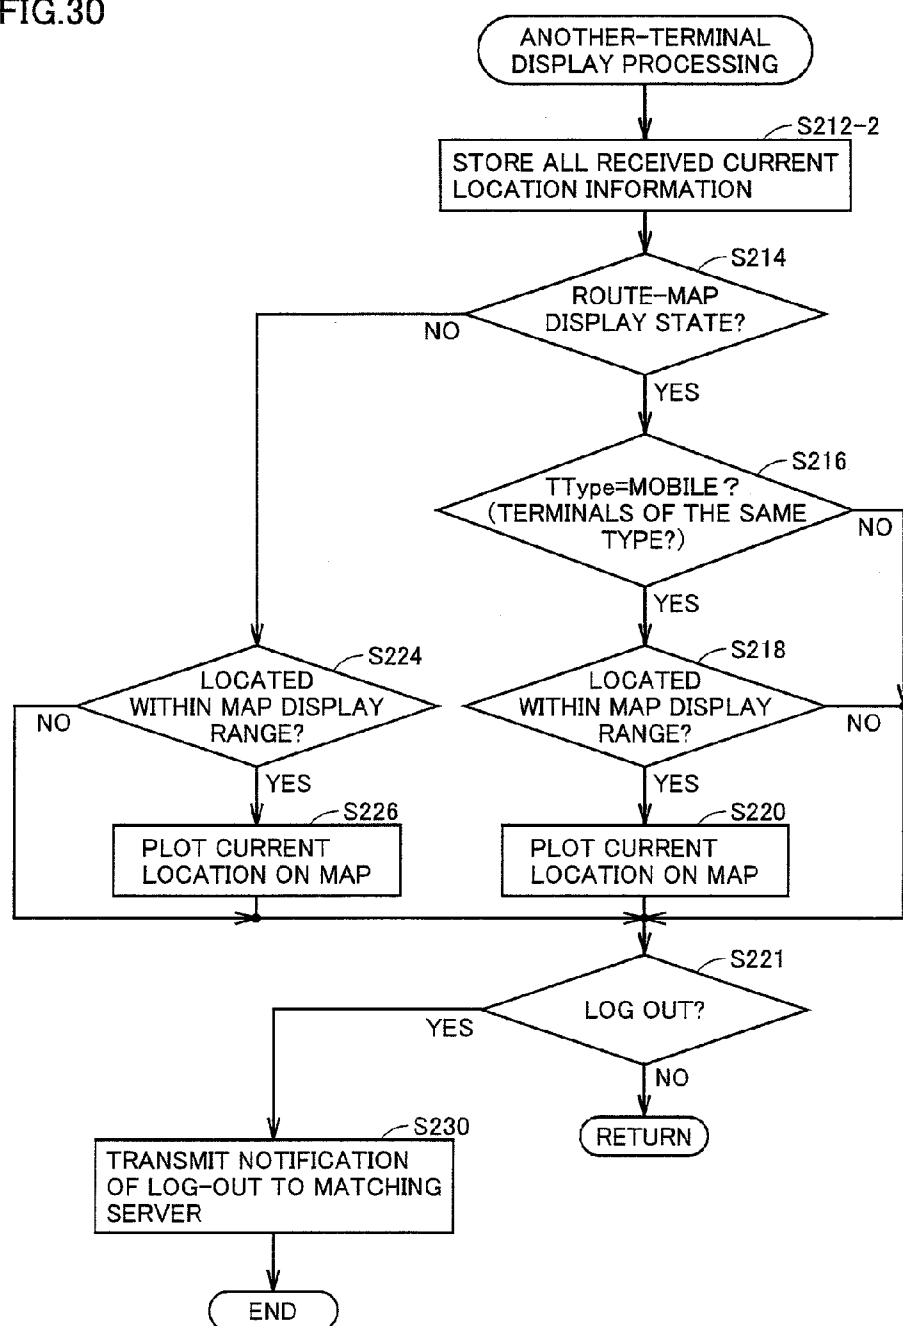 FIG.30
ANOTHER-TERMINAL
DISPLAY PROCESSING
S212-2
STORE ALL RECEIVED CURRENT
LOCATION INFORMATION
S214
ROUTE-MAP
DISPLAY STATE?
NO
YES
S216
TType=MOBILE?
(TERMINALS OF THE SAME
TYPE?)
NO
YES
S224
LOCATED
WITHIN MAP DISPLAY
RANGE?
NO
YES
S218
LOCATED
WITHIN MAP DISPLAY
RANGE?
NO
YES
S226
PLOT CURRENT
LOCATION ON MAP
S220
PLOT CURRENT
LOCATION ON MAP
S221
LOG OUT?
YES
NO
RETURN
S230
TRANSMIT NOTIFICATION
OF LOG-OUT TO MATCHING
SERVER
END